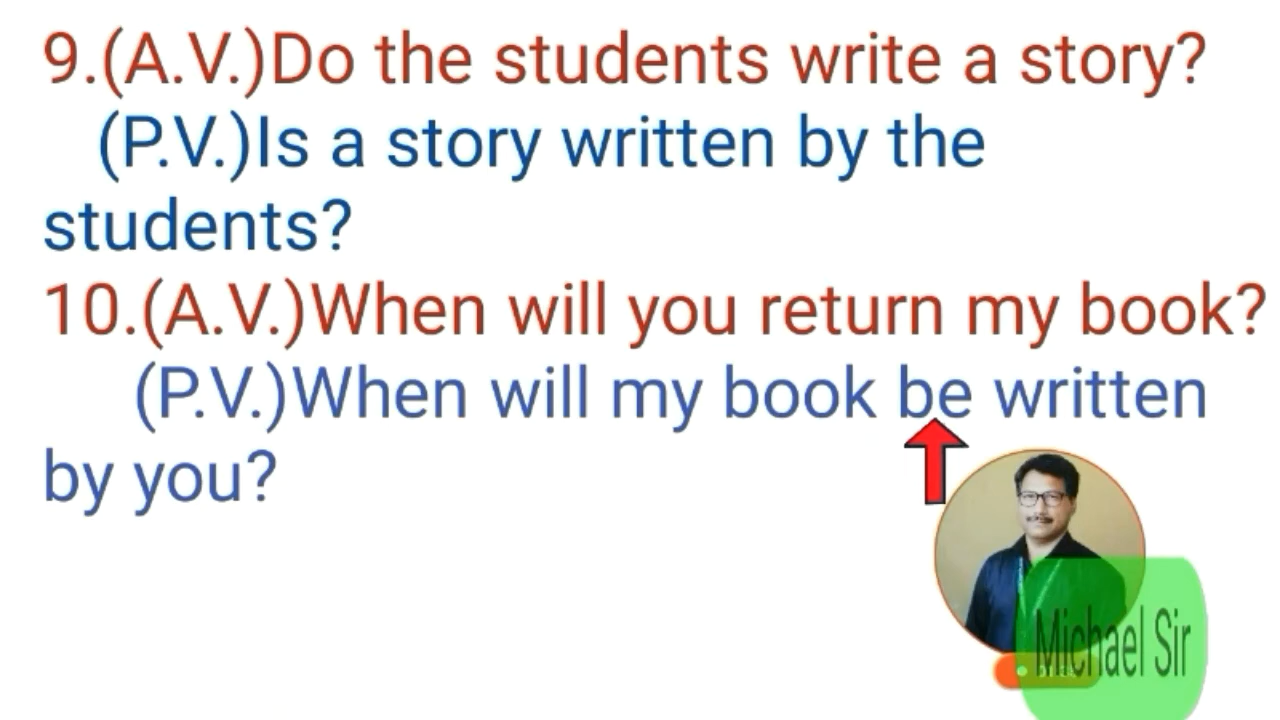 9.(A.V.)Do the students write a story?
(P.V.)Is a story written by the
students?
10.(A.V.)When will you return my book?
(P.V.)When will my book be written
by you?
Michael Sir